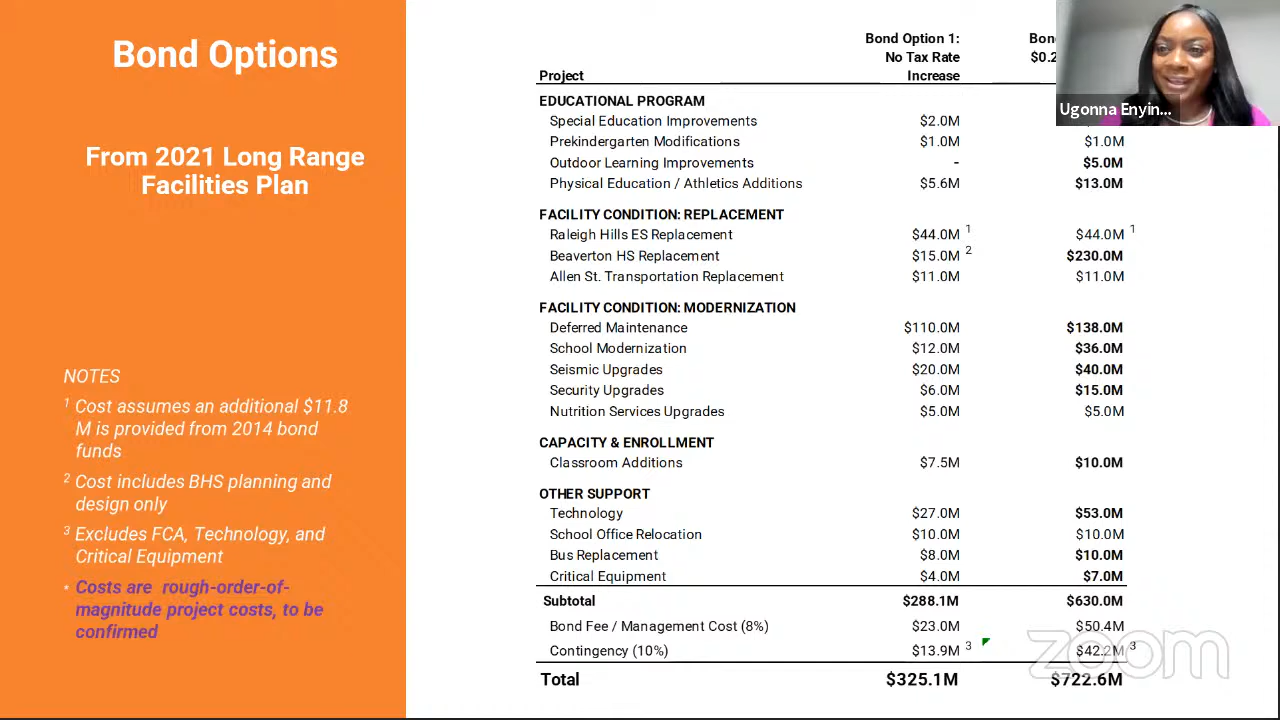 Bond Options
From 2021 Long Range
Facilities Plan
NOTES
1 Cost assumes an additional $11.8
M is provided from 2014 bond
funds
2 Cost includes BHS planning and
design only
3 Excludes FCA, Technology, and
Critical Equipment
* Costs are rough-order-of-
magnitude project costs, to be
confirmed
Bond Option 1:
No Tax Rate
Project Increase
EDUCATIONAL PROGRAM
Special Education Improvements $2.0M
Prekindergarten Modifications $1.0M $1.0M
Outdoor Learning Improvements - $5.0M
Physical Education / Athletics Additions $5.6M $13.0M
FACILITY CONDITION: REPLACEMENT
Raleigh Hills ES Replacement $44.0M 1 $44.0M 1
Beaverton HS Replacement $15.0M 2 $230.0M
Allen St. Transportation Replacement $11.0M $11.0M
FACILITY CONDITION: MODERNIZATION
Deferred Maintenance $110.0M $138.0M
School Modernization $12.0M $36.0M
Seismic Upgrades $20.0M $40.0M
Security Upgrades $6.0M $15.0M
Nutrition Services Upgrades $5.0M $5.0M
CAPACITY & ENROLLMENT
Classroom Additions $7.5M $10.0M
OTHER SUPPORT
Technology $27.0M $53.0M
School Office Relocation $10.0M $10.0M
Bus Replacement $8.0M $10.0M
Critical Equipment $4.0M $7.0M
Subtotal $288.1M $630.0M
Bond Fee / Management Cost (8%) $23.0M $50.4M
Contingency (10%) $13.9M 3 $42.2M 3
Total $325.1M $722.6M
Ugonna Enyin...
zoom